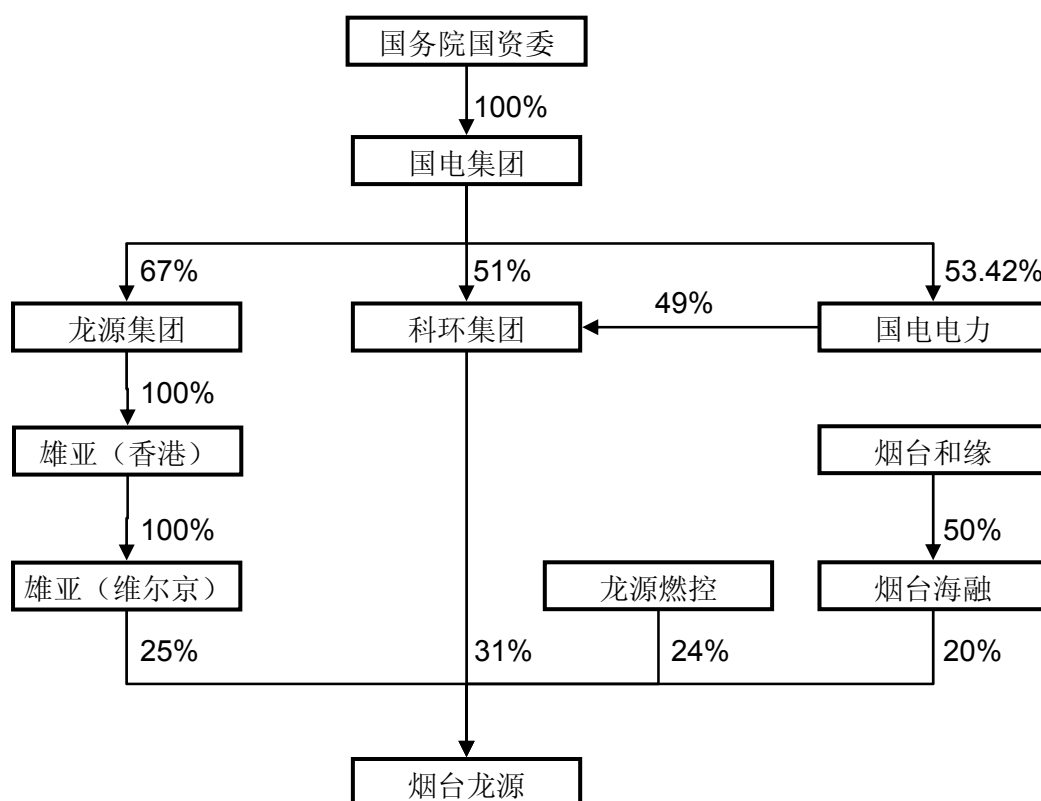 国务院国资委
100%
国电集团
67%
51%
53.42%
龙源集团
科环集团
49%
国电电力
100%
雄亚（香港）
烟台和缘
100%
50%
雄亚（维尔京）
龙源燃控
烟台海融
25%
31%
24%
20%
烟台龙源